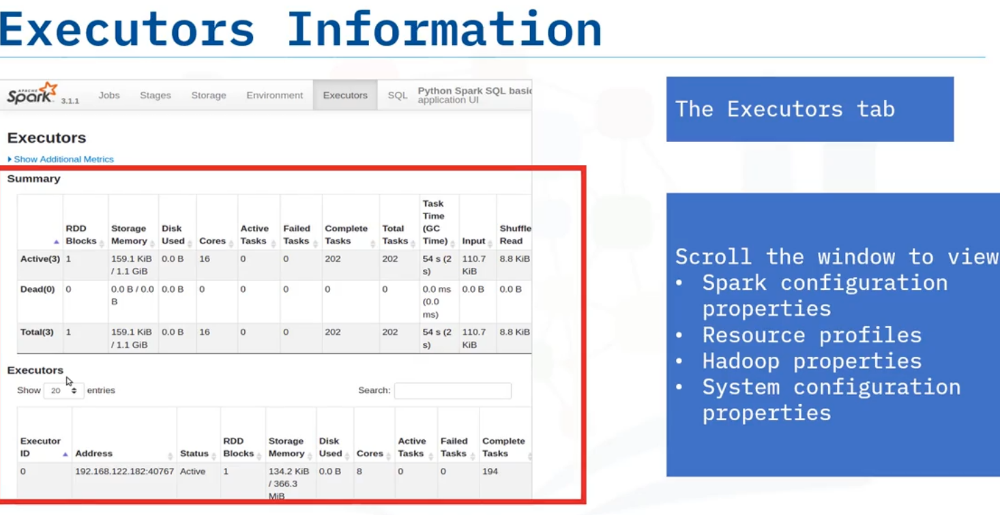 Executors Information
APACHE Spark 3.1.1 Jobs Stages Storage Environment Executors SQL Python Spark SQL basic
application UI
Executors
Show Additional Metrics
Summary
RDD Blocks Storage Memory Disk Used Cores Active Tasks Failed Tasks Complete Tasks Total Tasks Task Time (GC Time) Input Shuffle Read
Active(3) 1 159.1 KiB / 1.1 GiB 0.0 B 16 0 0 202 202 54 s (2 s) 110.7 KiB 8.8 KiB
Dead(0) 0 0.0 B / 0.0 B 0.0 B 0 0 0 0 0 0.0 ms (0.0 ms) 0.0 B 0.0 B
Total(3) 1 159.1 KiB / 1.1 GiB 0.0 B 16 0 0 202 202 54 s (2 s) 110.7 KiB 8.8 KiB
Executors
Show 20 entries Search:
Executor ID Address Status RDD Blocks Storage Memory Disk Used Cores Active Tasks Failed Tasks Complete Tasks
0 192.168.122.182:40767 Active 1 134.2 KiB / 366.3 MiB 0.0 B 8 0 0 194
The Executors tab
Scroll the window to view
• Spark configuration
properties
• Resource profiles
• Hadoop properties
• System configuration
properties